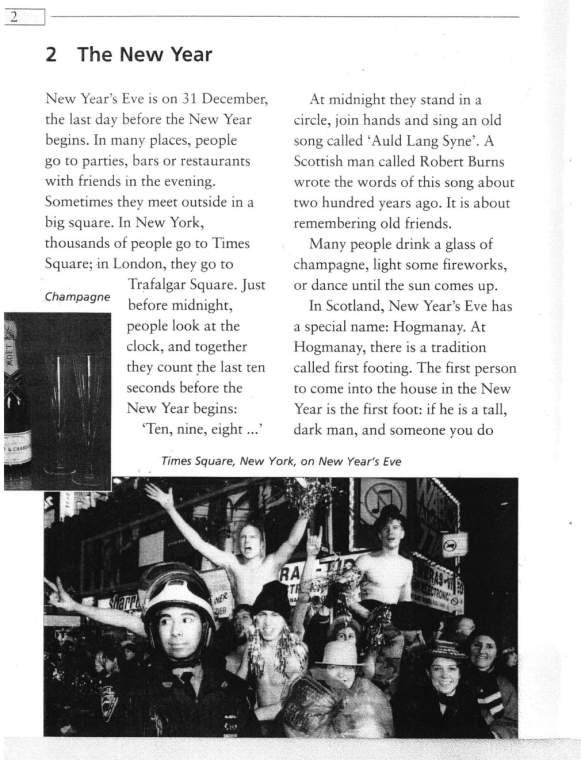 2
2 The New Year
New Year's Eve is on 31 December,
the last day before the New Year
begins. In many places, people
go to parties, bars or restaurants
with friends in the evening.
Sometimes they meet outside in a
big square. In New York,
thousands of people go to Times
Square; in London, they go to
Trafalgar Square. Just
before midnight,
people look at the
clock, and together
they count the last ten
seconds before the
New Year begins:
'Ten, nine, eight ...'
Champagne
MOËT
At midnight they stand in a
circle, join hands and sing an old
song called 'Auld Lang Syne'. A
Scottish man called Robert Burns
wrote the words of this song about
two hundred years ago. It is about
remembering old friends.
Many people drink a glass of
champagne, light some fireworks,
or dance until the sun comes up.
In Scotland, New Year's Eve has
a special name: Hogmanay. At
Hogmanay, there is a tradition
called first footing. The first person
to come into the house in the New
Year is the first foot: if he is a tall,
dark man, and someone you do
Times Square, New York, on New Year's Eve